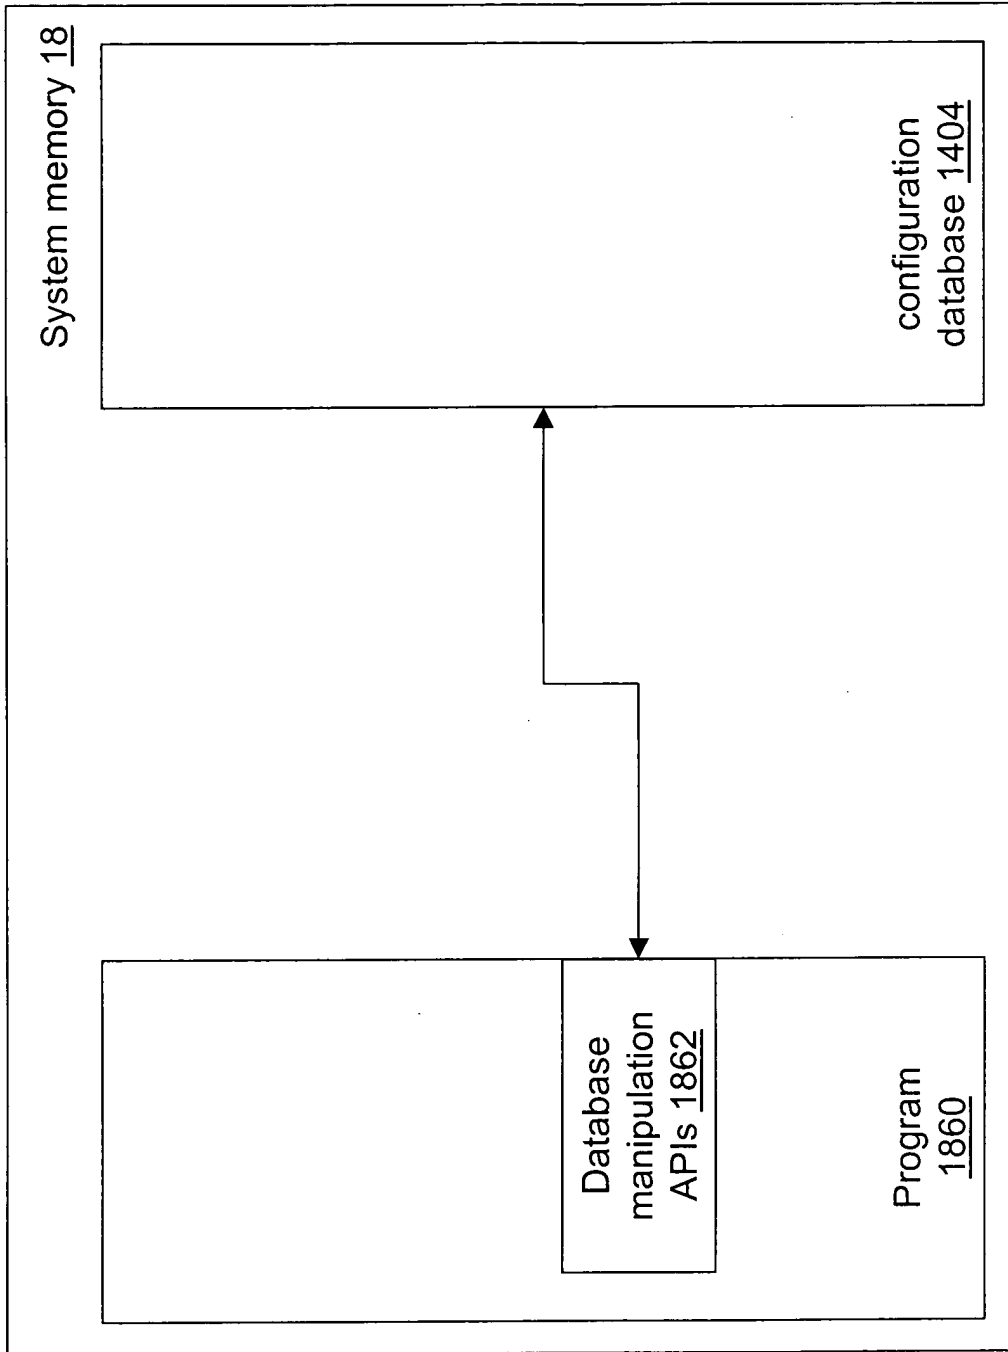 System memory 18
Database
manipulation
APIs 1862
Program
1860
configuration
database 1404